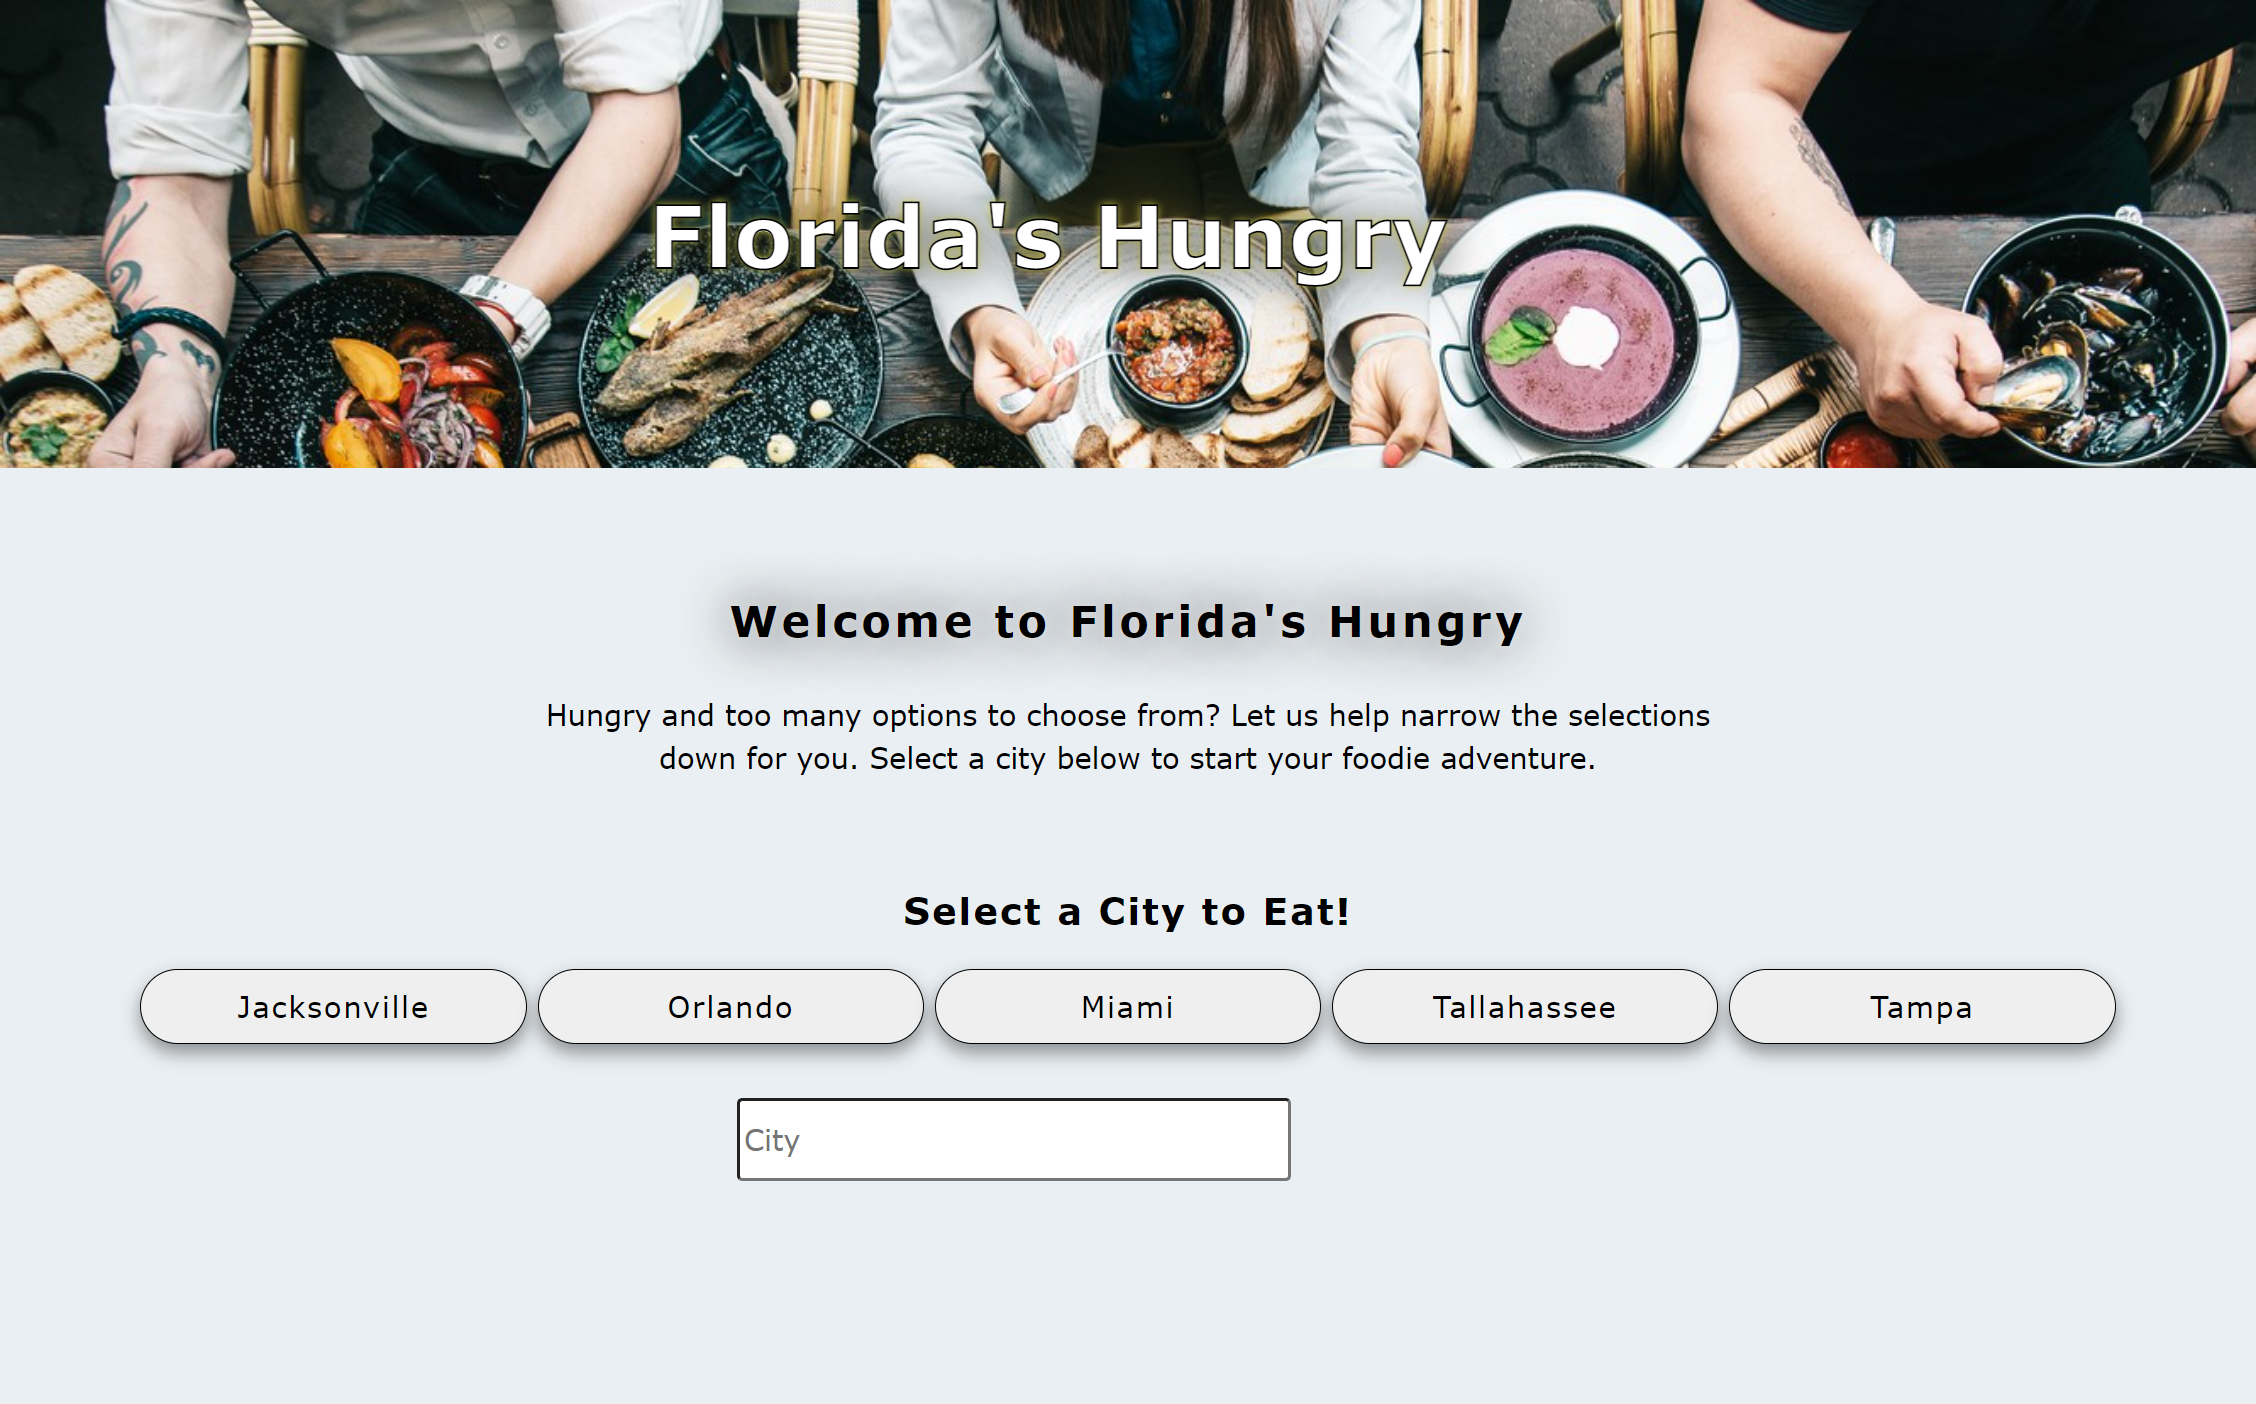 Florida's Hungry
Welcome to Florida's Hungry
Hungry and too many options to choose from? Let us help narrow the selections
down for you. Select a city below to start your foodie adventure.
Select a City to Eat!
Jacksonville
Orlando
Miami
Tallahassee
Tampa
City